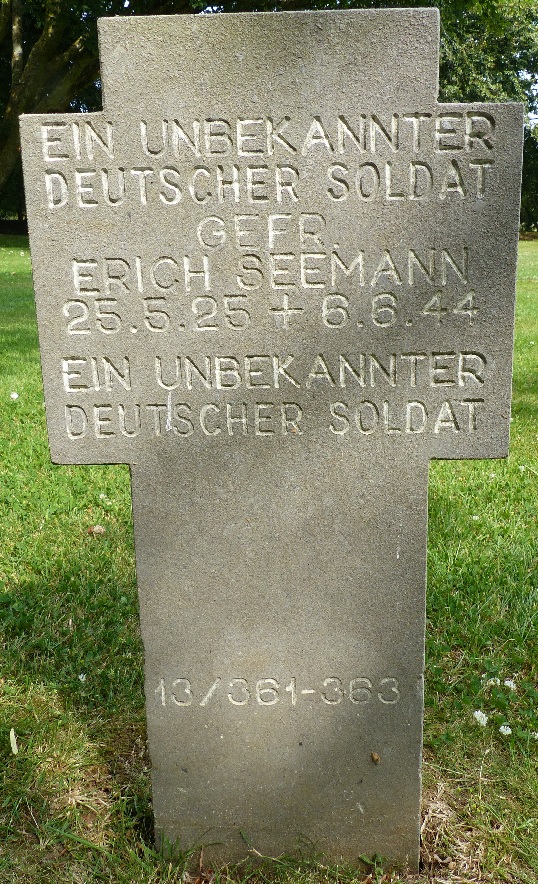 EIN UNBEKANNTER
DEUTSCHER SOLDAT
GEFR.
ERICH SEEMANN
25.5.25 + 6.6.44
EIN UNBEKANNTER
DEUTSCHER SOLDAT
13/361-363